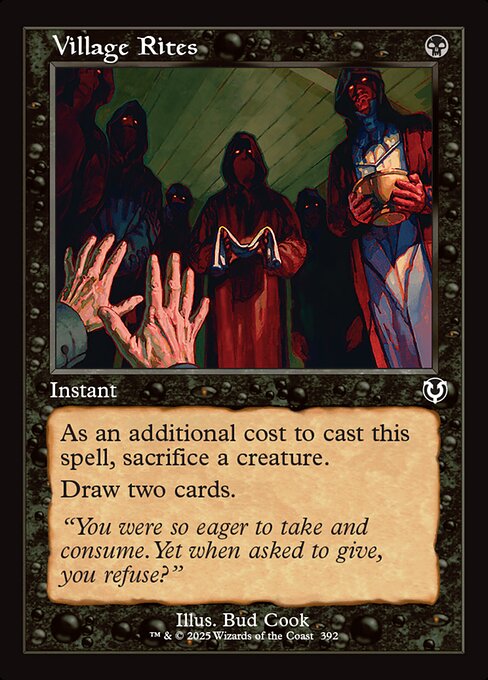 Village Rites
Instant
As an additional cost to cast this
spell, sacrifice a creature.
Draw two cards.
“You were so eager to take and
consume. Yet when asked to give,
you refuse?”
Illus. Bud Cook
™ & © 2025 Wizards of the Coast 392